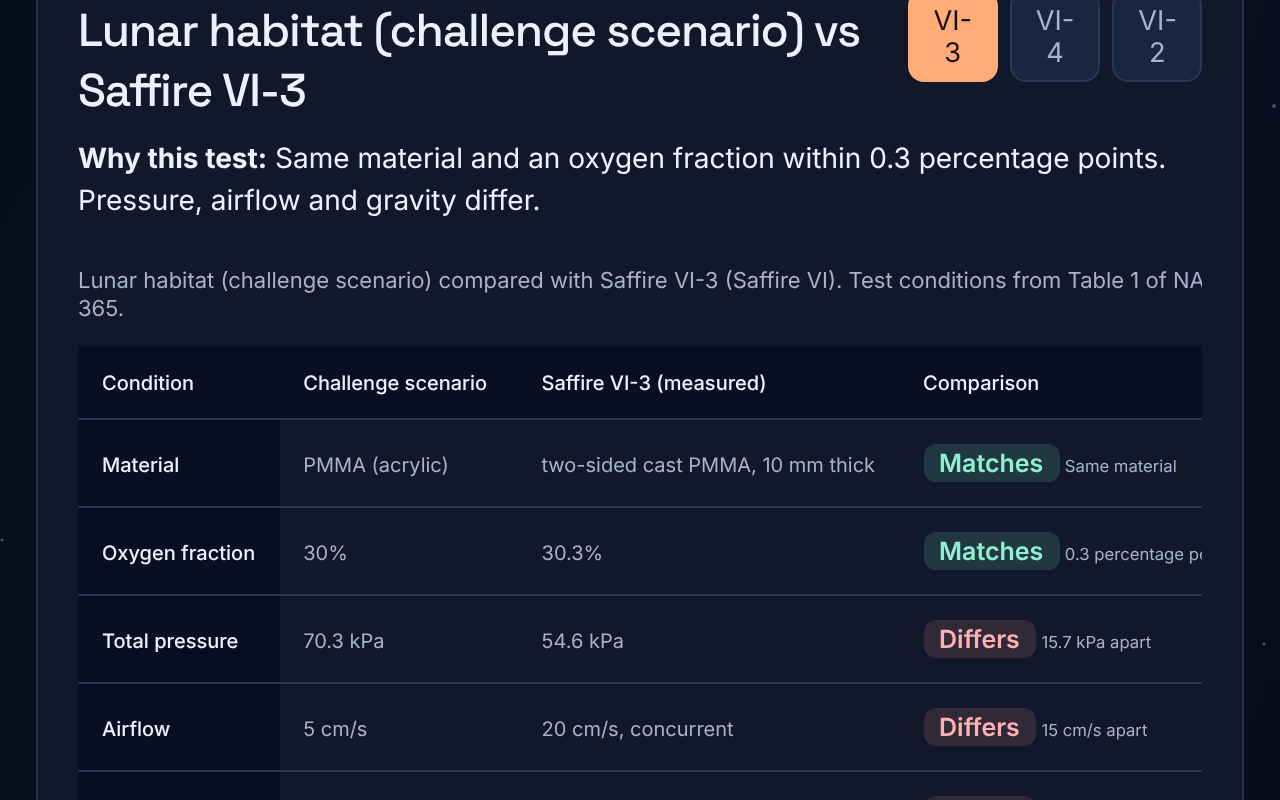 Lunar habitat (challenge scenario) vs
Saffire VI-3
VI-
3
VI-
4
VI-
2
Why this test: Same material and an oxygen fraction within 0.3 percentage points.
Pressure, airflow and gravity differ.
Lunar habitat (challenge scenario) compared with Saffire VI-3 (Saffire VI). Test conditions from Table 1 of NA
365.
Condition Challenge scenario Saffire VI-3 (measured) Comparison
Material PMMA (acrylic) two-sided cast PMMA, 10 mm thick Matches Same material
Oxygen fraction 30% 30.3% Matches 0.3 percentage
Total pressure 70.3 kPa 54.6 kPa Differs 15.7 kPa apart
Airflow 5 cm/s 20 cm/s, concurrent Differs 15 cm/s apart